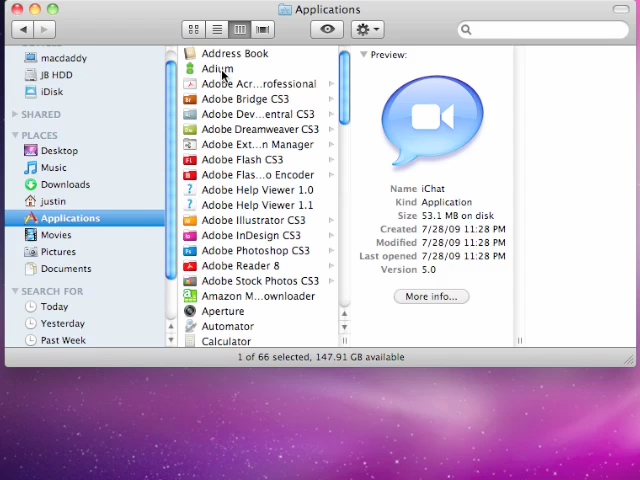 Applications
macdaddy
JB HDD
iDisk
SHARED
PLACES
Desktop
Music
Downloads
justin
Applications
Movies
Pictures
Documents
SEARCH FOR
Today
Yesterday
Past Week
Address Book
Adium
Adobe Acr...rofessional
Adobe Bridge CS3
Adobe Dev...entral CS3
Adobe Dreamweaver CS3
Adobe Ext...n Manager
Adobe Flash CS3
Adobe Flas...o Encoder
Adobe Help Viewer 1.0
Adobe Help Viewer 1.1
Adobe Illustrator CS3
Adobe InDesign CS3
Adobe Photoshop CS3
Adobe Reader 8
Adobe Stock Photos CS3
Amazon M...ownloader
Aperture
Automator
Calculator
Preview:
Name iChat
Kind Application
Size 53.1 MB on disk
Created 7/28/09 11:28 PM
Modified 7/28/09 11:28 PM
Last opened 7/28/09 11:28 PM
Version 5.0
More info...
1 of 66 selected, 147.91 GB available